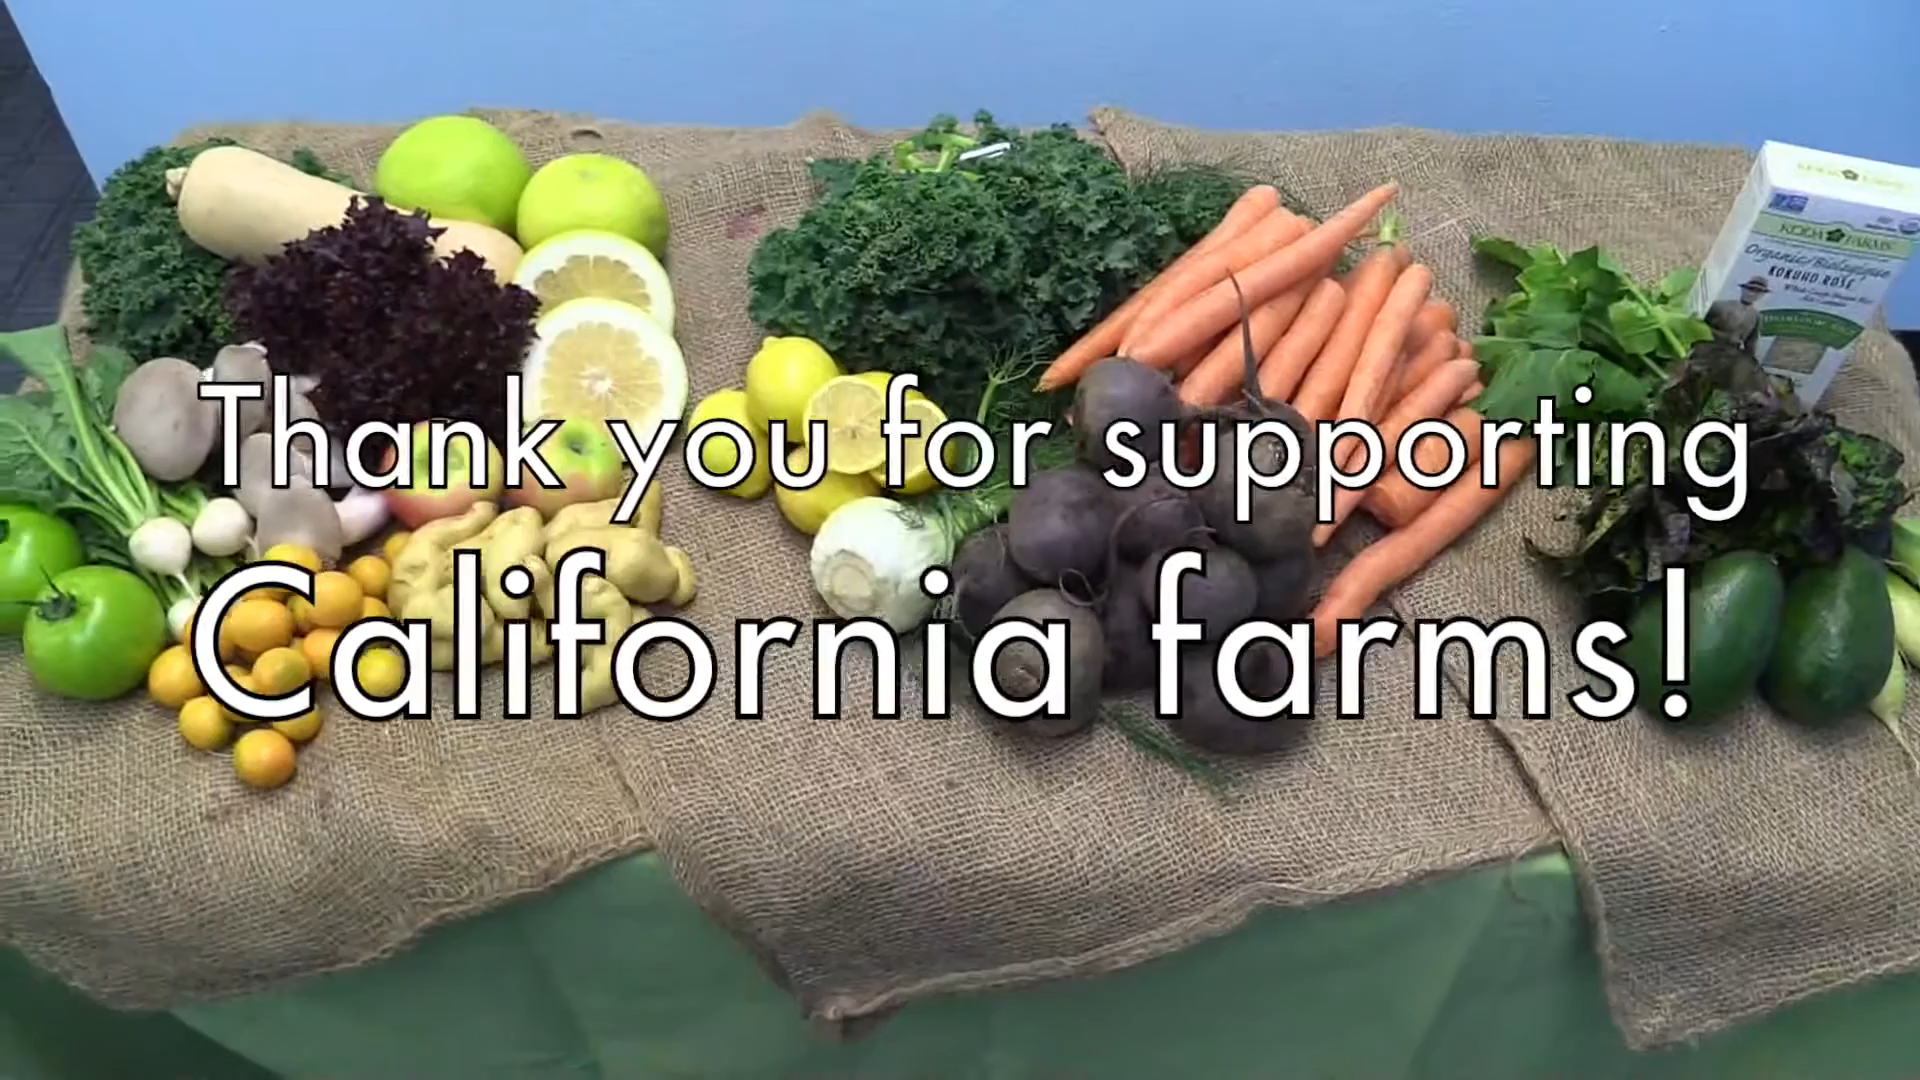 Thank you for supporting
California farms!
KODA FARMS
Organic/Biologique
KOKUHO ROSE